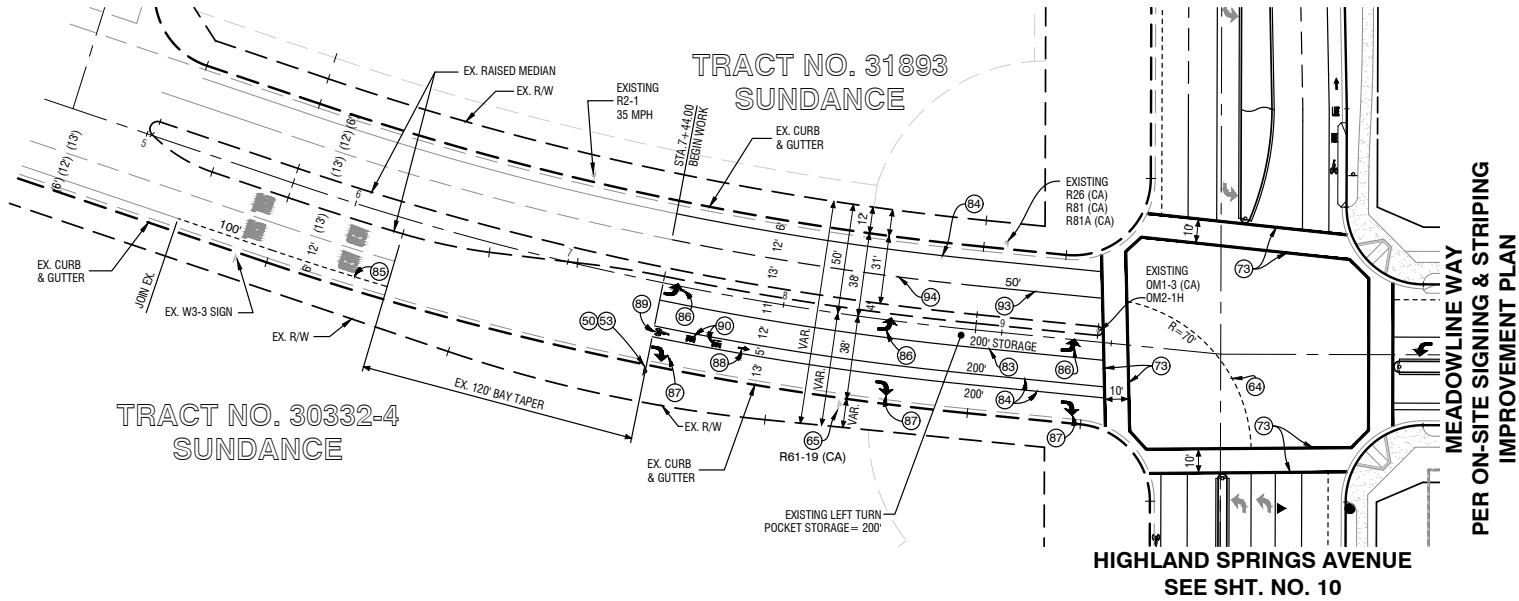 TRACT NO. 31893
SUNDANCE
EX. RAISED MEDIAN
EX. R/W
EXISTING
R2-1
35 MPH
STA.7+44.00
BEGIN WORK
EX. CURB
& GUTTER
EXISTING
R26 (CA)
R81 (CA)
R81A (CA)
84
(6') (12') (13')
(13') (12') (6')
5
6
7
8
9
100'
6' 12' (13')
85
JOIN EX.
EX. CURB
& GUTTER
EX. W3-3 SIGN
EX. R/W
EX. 120' BAY TAPER
TRACT NO. 30332-4
SUNDANCE
50 53
89
90
86
88
87
6'
12'
13'
11'
12'
5'
13'
50'
38'
12'
31'
4'
VAR.
VAR.
38'
VAR.
94
93
50'
86
200' STORAGE
83
86
200'
200'
84
87
87
EX. R/W
EX. CURB
& GUTTER
65
R61-19 (CA)
EXISTING LEFT TURN
POCKET STORAGE= 200'
EXISTING
OM1-3 (CA)
OM2-1H
10'
73
R=70'
73
64
10'
73
10'
MEADOWLINE WAY
PER ON-SITE SIGNING & STRIPING
IMPROVEMENT PLAN
HIGHLAND SPRINGS AVENUE
SEE SHT. NO. 10